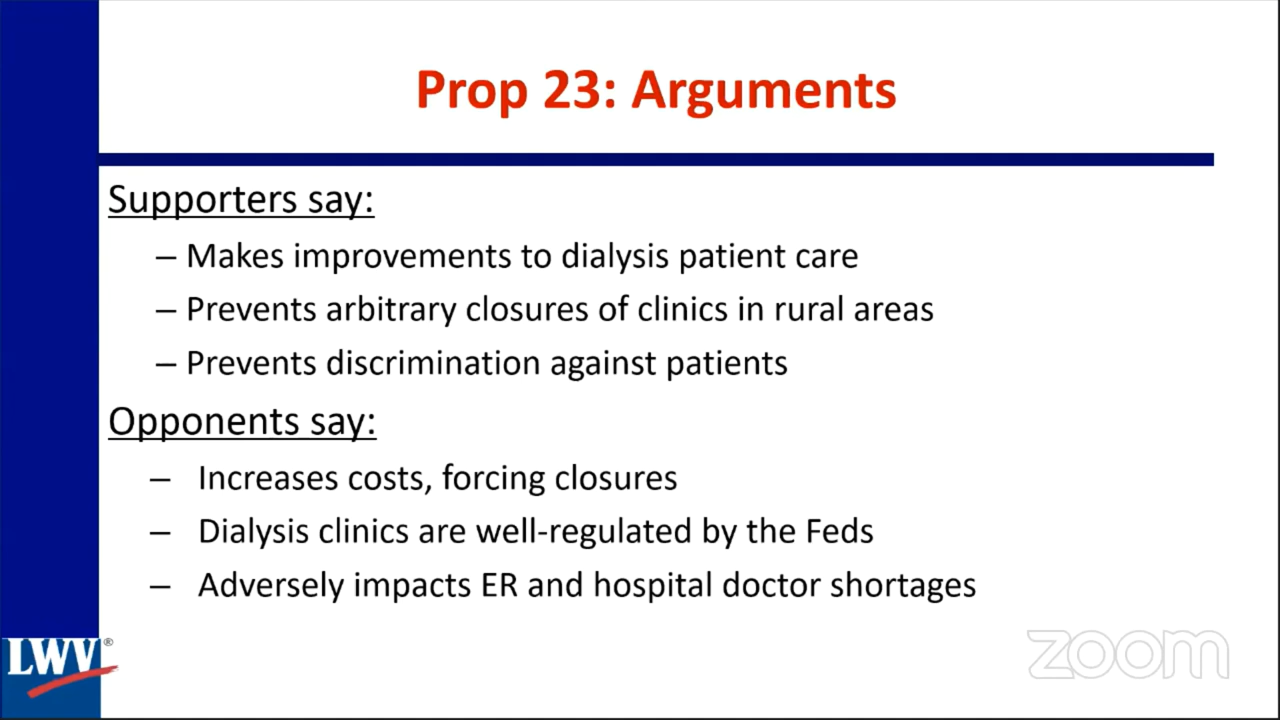 Prop 23: Arguments
Supporters say:
– Makes improvements to dialysis patient care
– Prevents arbitrary closures of clinics in rural areas
– Prevents discrimination against patients
Opponents say:
– Increases costs, forcing closures
– Dialysis clinics are well-regulated by the Feds
– Adversely impacts ER and hospital doctor shortages
LWV®
zoom